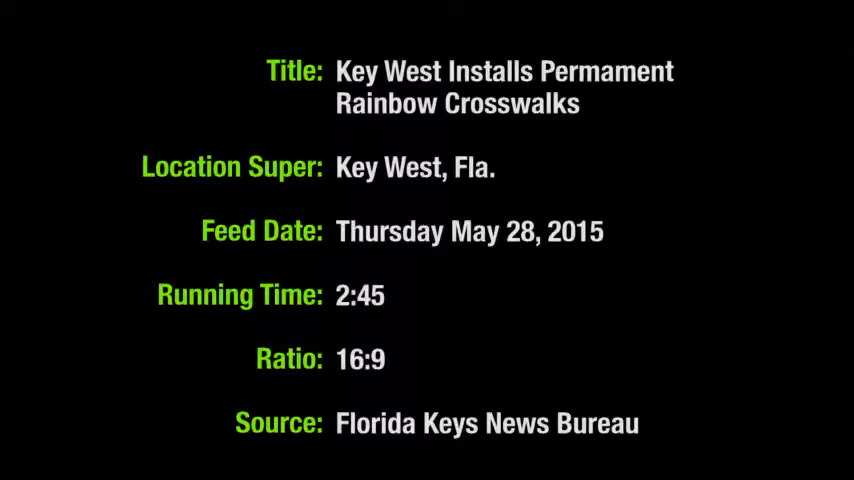 Title: Key West Installs Permament
Rainbow Crosswalks
Location Super: Key West, Fla.
Feed Date: Thursday May 28, 2015
Running Time: 2:45
Ratio: 16:9
Source: Florida Keys News Bureau